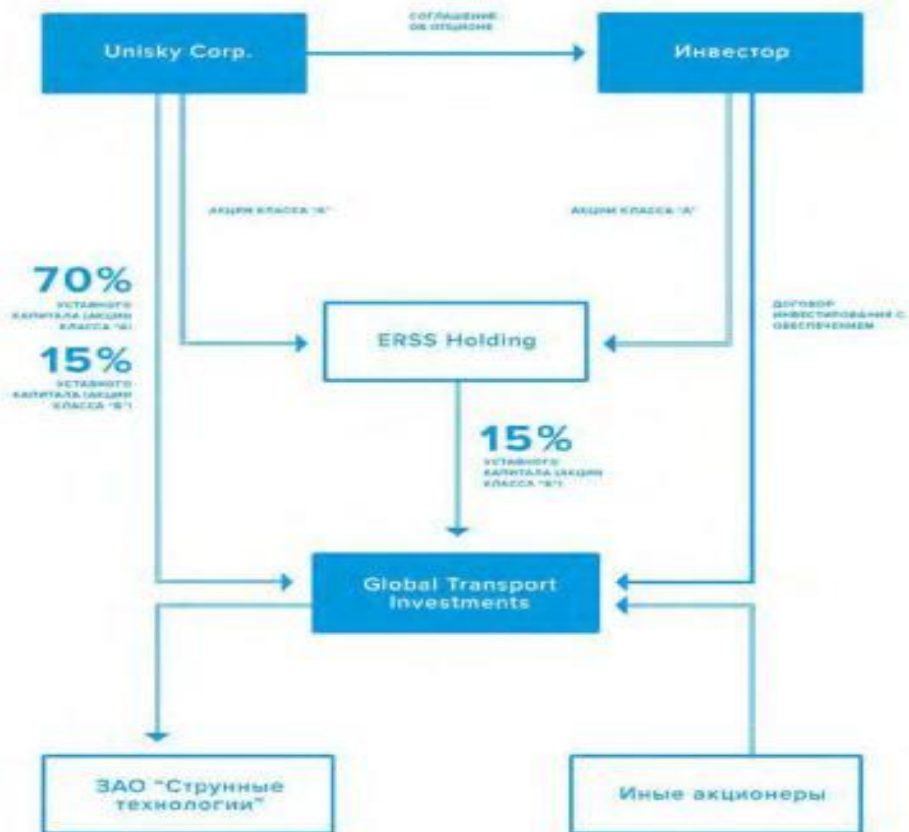 СОГЛАШЕНИЕ
ОБ ОПЦИОНЕ
Unisky Corp.
Инвестор
АКЦИИ КЛАССА "А"
АКЦИИ КЛАССА "А"
70%
УСТАВНОГО
КАПИТАЛА (АКЦИИ
КЛАССА "А)
15%
УСТАВНОГО
КАПИТАЛА (АКЦИИ
КЛАССА "Б")
ERSS Holding
ДОГОВОР
ИНВЕСТИРОВАНИЯ С
ОБЕСПЕЧЕНИЕМ
15%
УСТАВНОГО
КАПИТАЛА (АКЦИИ
КЛАССА "Б")
Global Transport
Investments
ЗАО "Струнные
технологии"
Иные акционеры